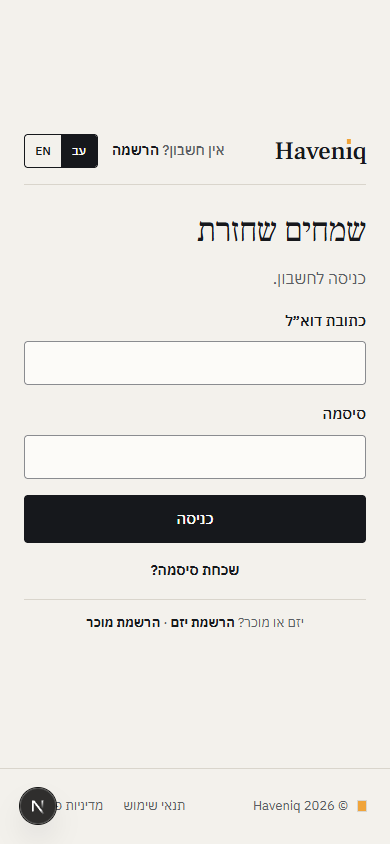 Haveniq
אין חשבון? הרשמה
עב EN
שמחים שחזרת
כניסה לחשבון.
כתובת דוא״ל
סיסמה
כניסה
שכחת סיסמה?
יזם או מוכר? הרשמת יזם · הרשמת מוכר
© 2026 Haveniq
תנאי שימוש
מדיניות
N